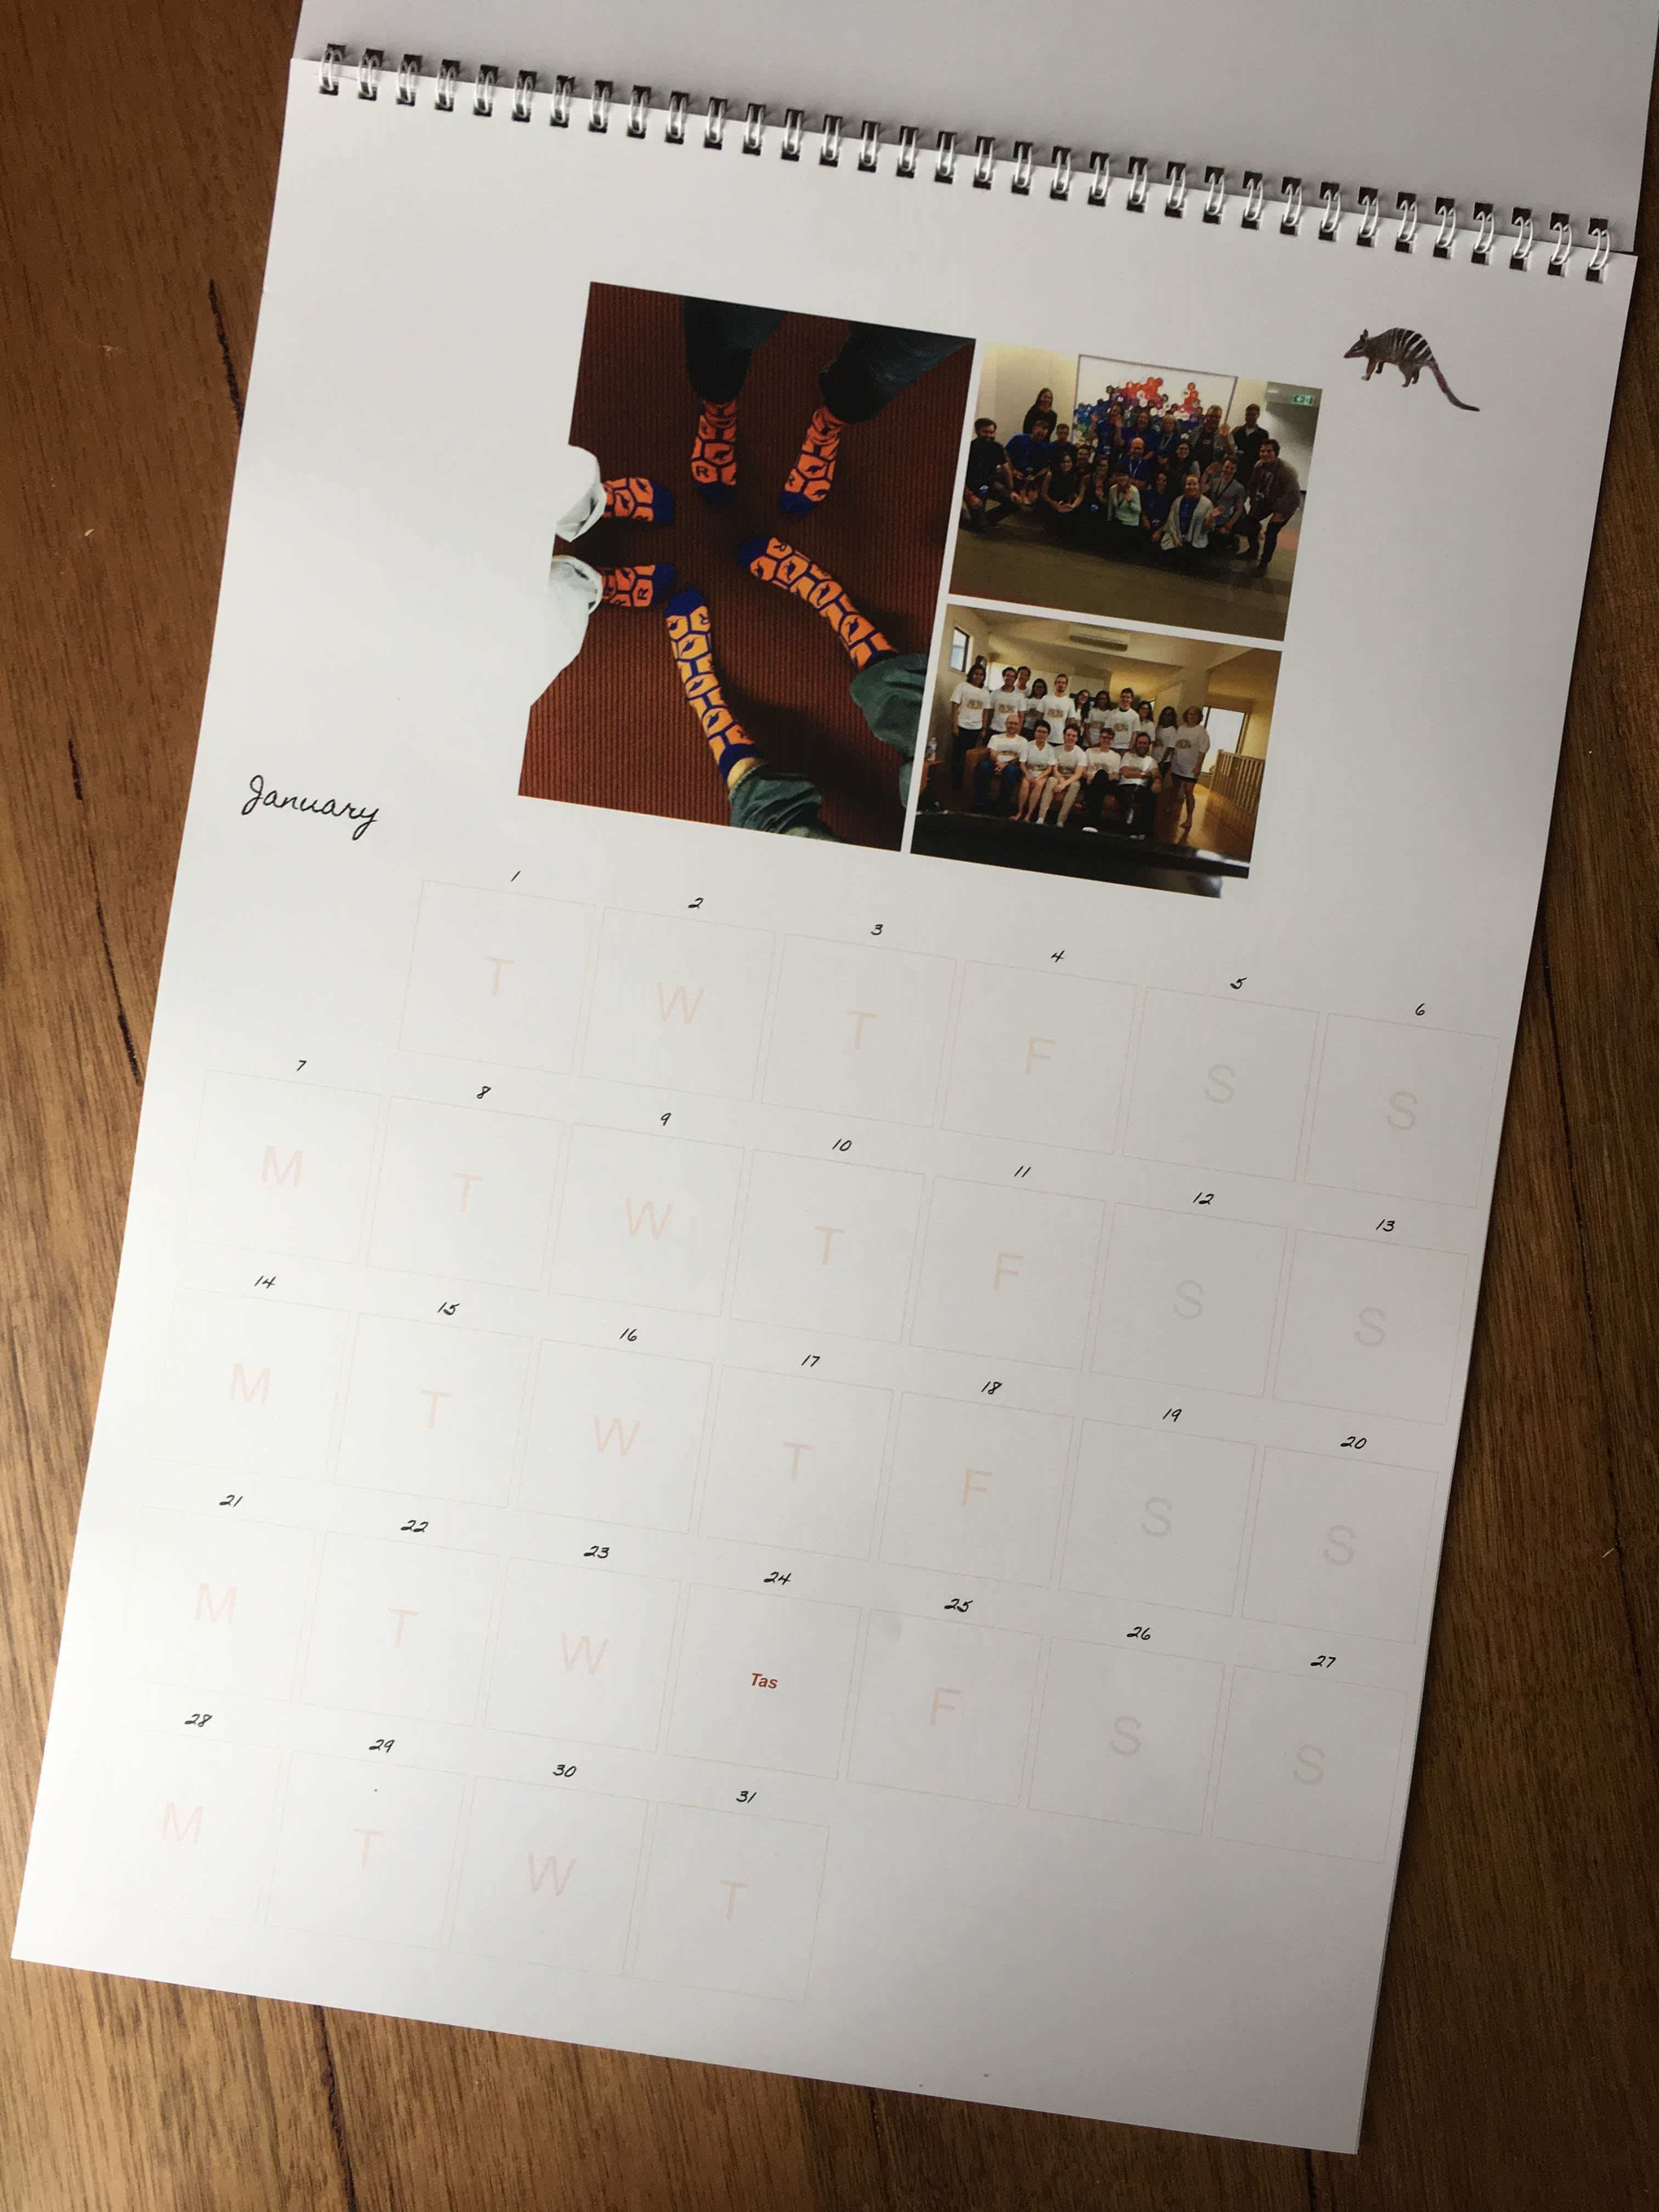 R
R
January
1 2 3 4 5 6
T W T F S S
7 8 9 10 11 12 13
M T W T F S S
14 15 16 17 18 19 20
M T W T F S S
21 22 23 24 25 26 27
M T W Tas F S S
28 29 30 31
M T W T